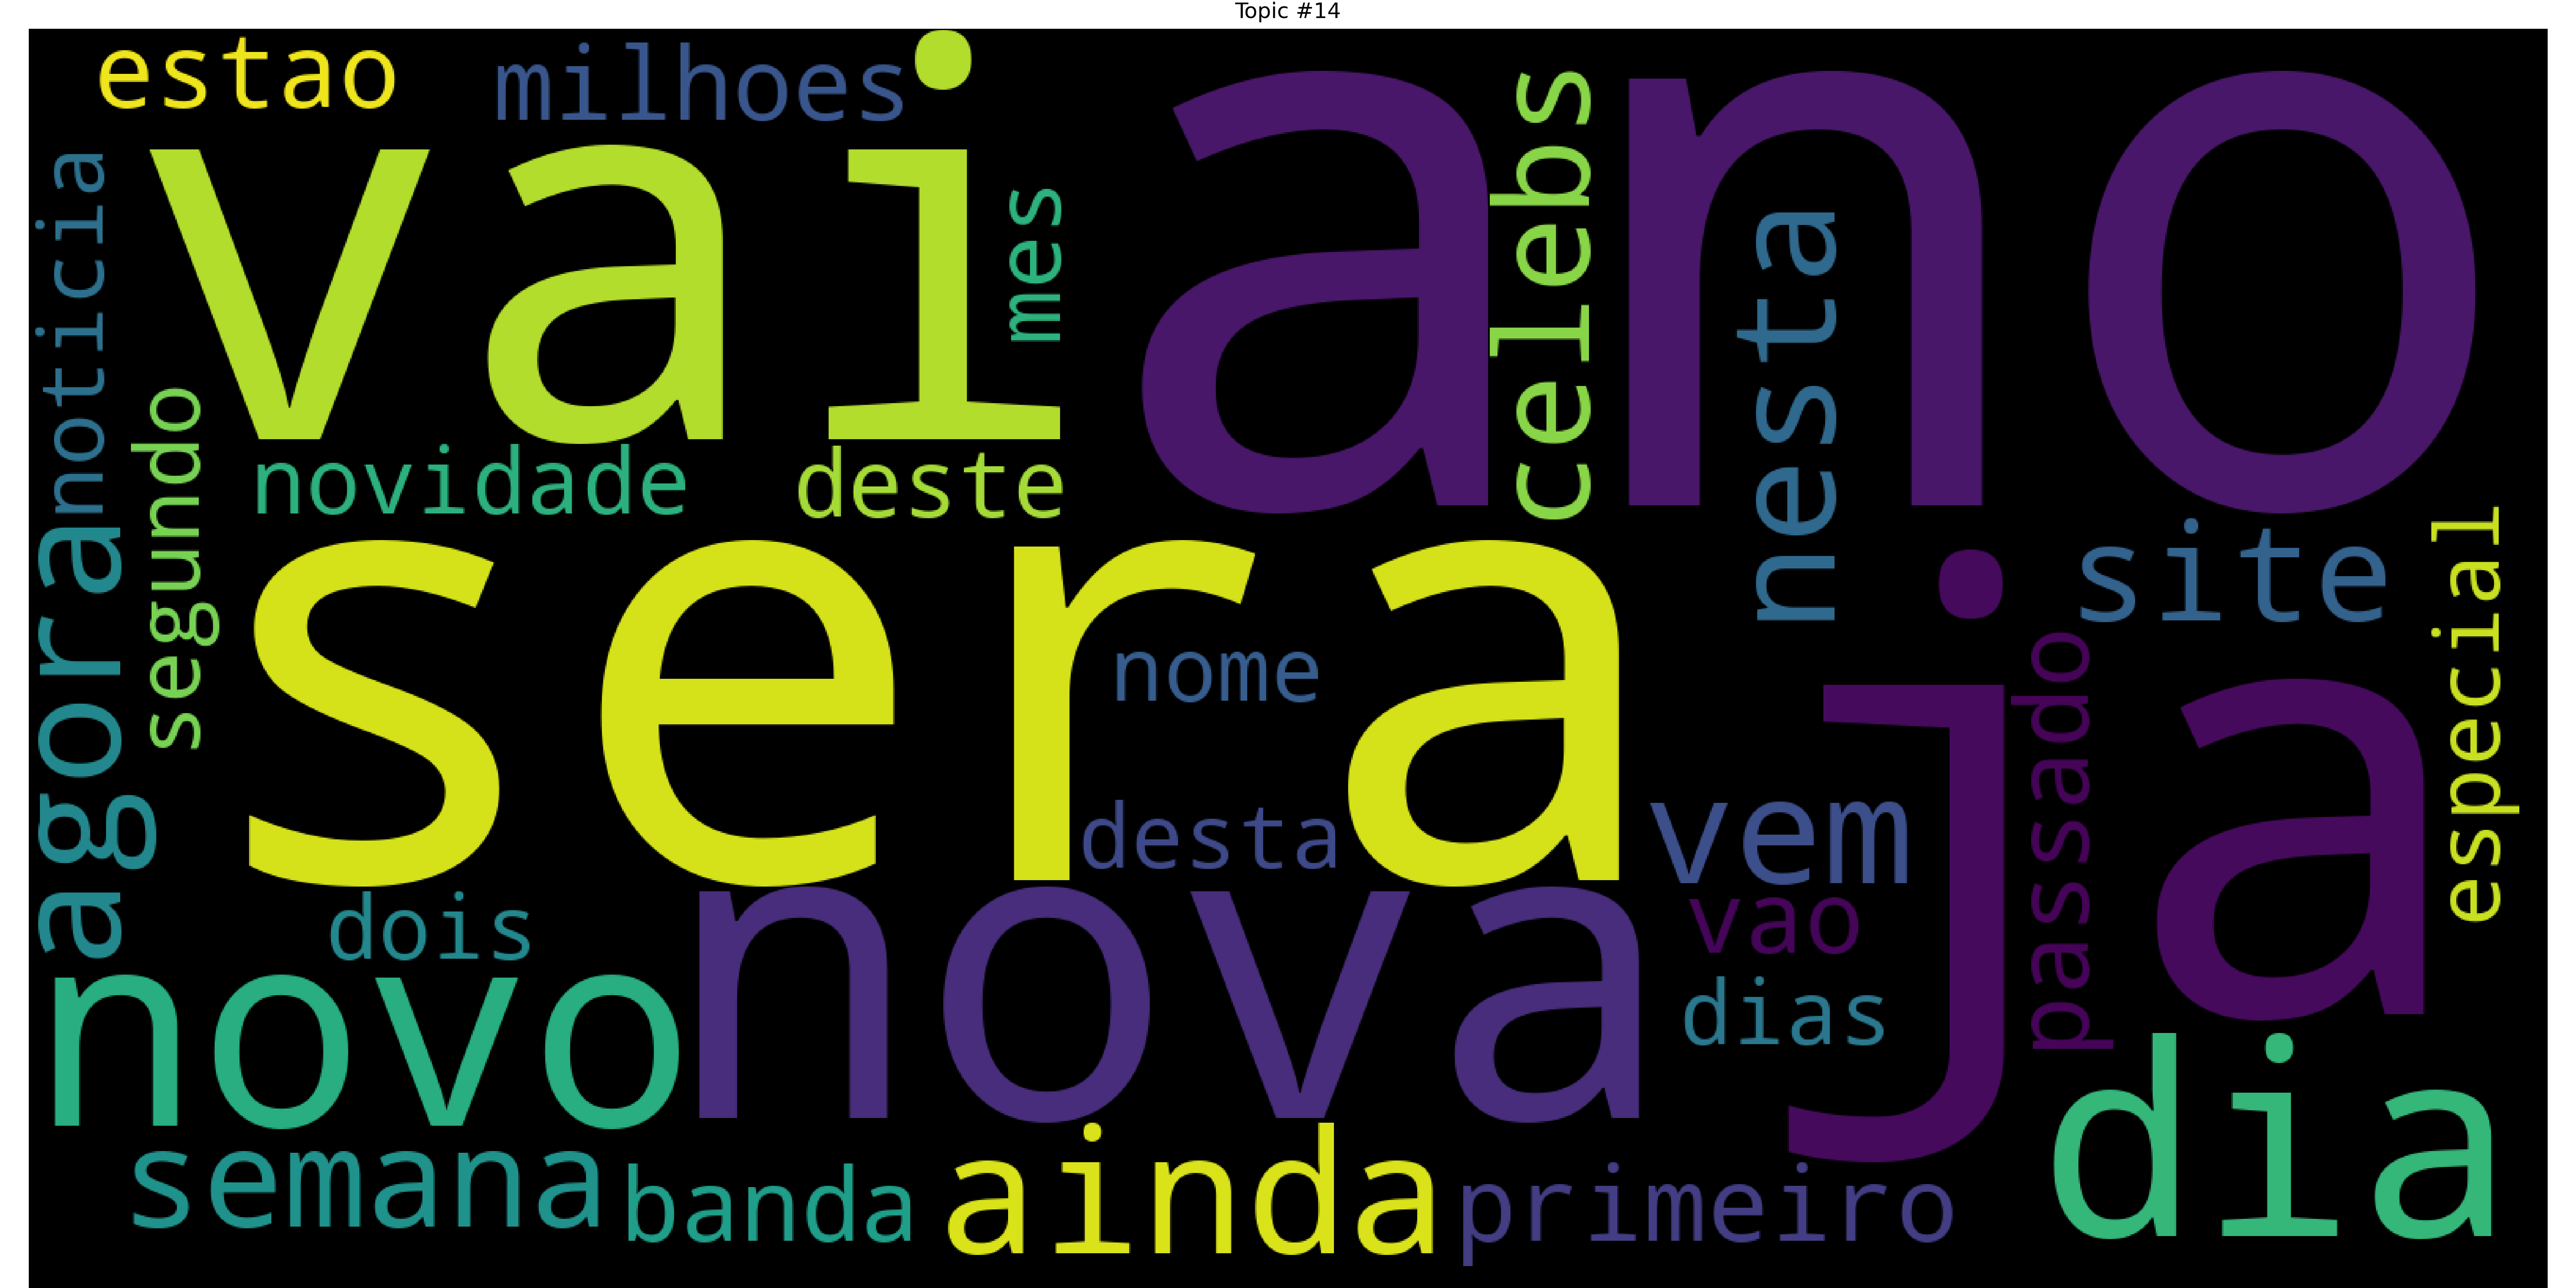 Topic #14
estao
milhoes
vai
ano
celebs
nesta
mes
noticia
segundo
novidade
deste
agora
sera
nome
desta
site
especial
ja
passado
vem
vao
dias
dois
novo
nova
dia
semana
banda
ainda
primeiro